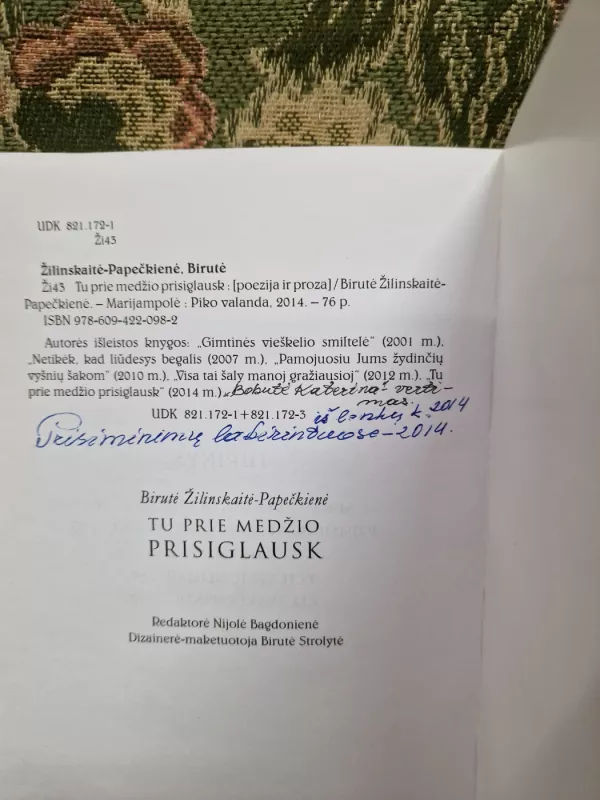 UDK 821.172-1
Ži43
Žilinskaitė-Papečkienė, Birutė
Ži43 Tu prie medžio prisiglausk : [poezija ir proza] / Birutė Žilinskaitė-
Papečkienė. – Marijampolė : Piko valanda, 2014. – 76 p.
ISBN 978-609-422-098-2
Autorės išleistos knygos: „Gimtinės vieškelio smiltelė“ (2001 m.),
„Netikėk, kad liūdesys begalis (2007 m.), „Pamojuosiu Jums žydinčių
vyšnių šakom“ (2010 m.), „Visa tai šaly manoj gražiausioj“ (2012 m.), „Tu
prie medžio prisiglausk“ (2014 m.) „Bobutė Katerina“ verti-
mas.
UDK 821.172-1+821.172-3 iš lenkų k. 2014
Prisiminimų labirintuose – 2014.
Birutė Žilinskaitė-Papečkienė
TU PRIE MEDŽIO
PRISIGLAUSK
Redaktorė Nijolė Bagdonienė
Dizainerė-maketuotoja Birutė Strolytė